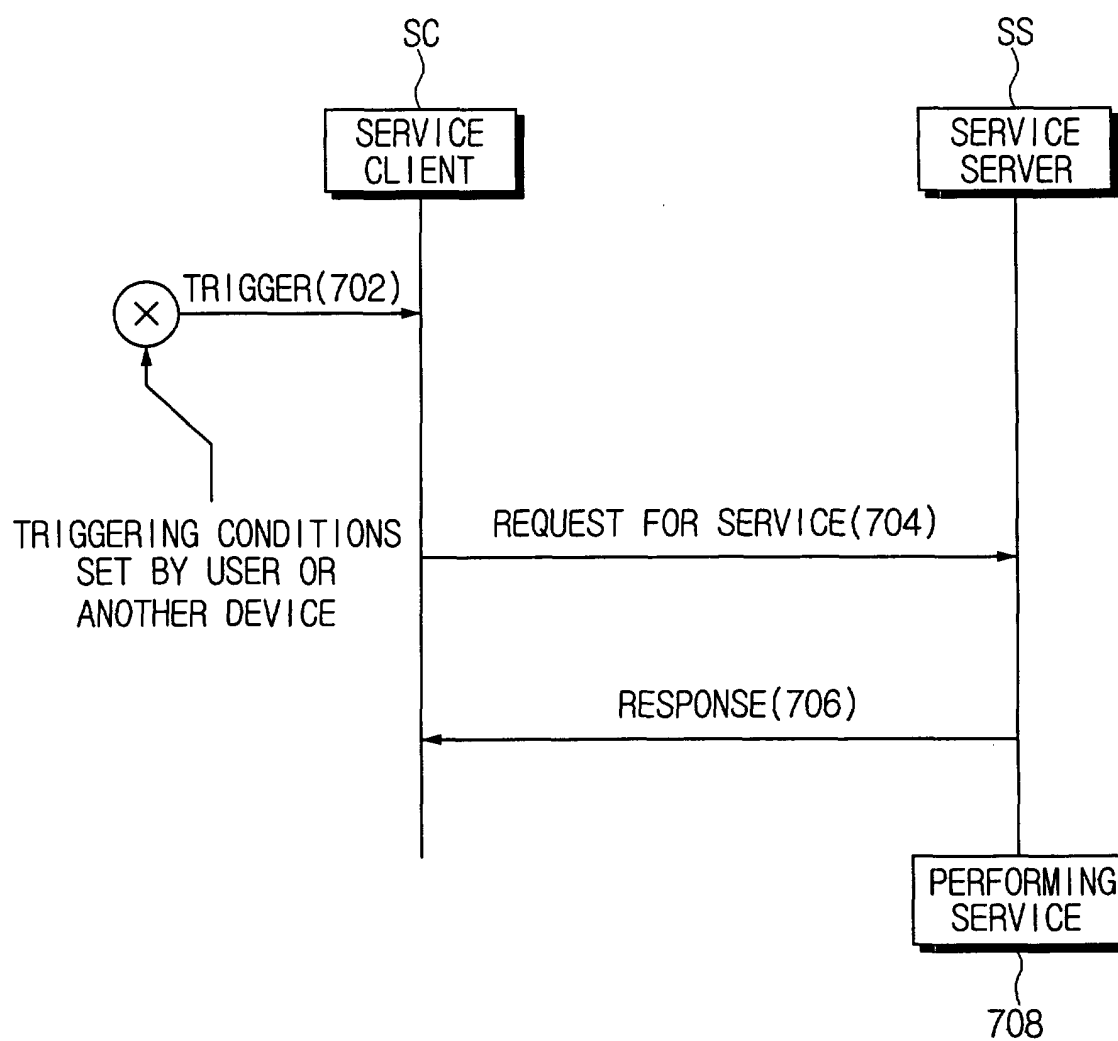 SC
SS
SERVICE
CLIENT
SERVICE
SERVER
TRIGGER(702)
TRIGGERING CONDITIONS
SET BY USER OR
ANOTHER DEVICE
REQUEST FOR SERVICE(704)
RESPONSE(706)
PERFORMING
SERVICE
708